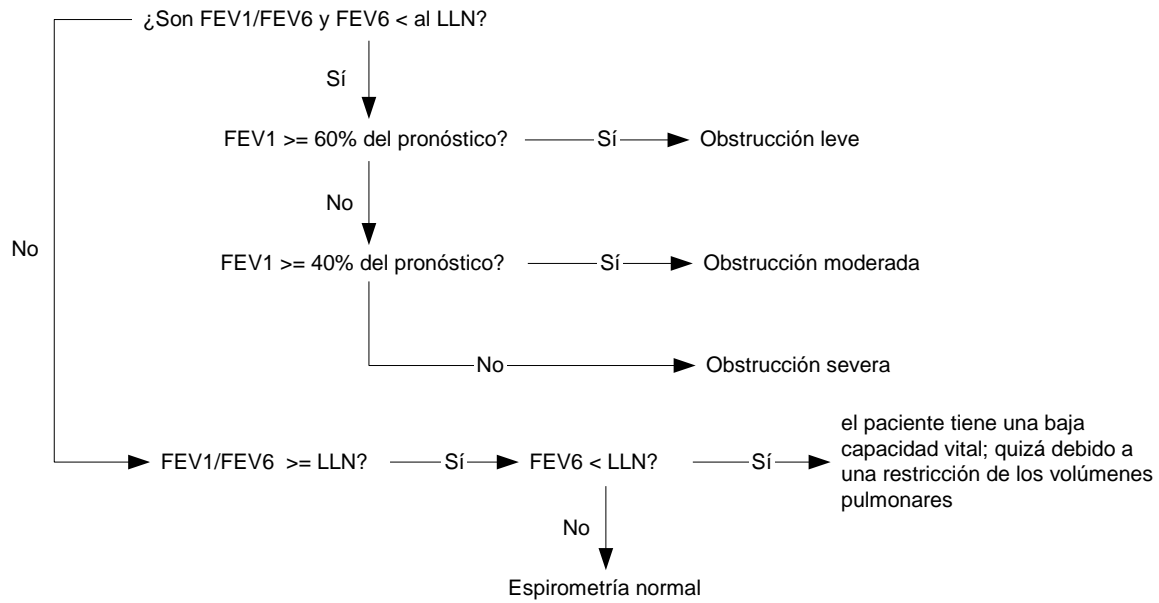 ¿Son FEV1/FEV6 y FEV6 < al LLN?
Sí
FEV1 >= 60% del pronóstico?
Sí
Obstrucción leve
No
No
FEV1 >= 40% del pronóstico?
Sí
Obstrucción moderada
No
Obstrucción severa
FEV1/FEV6 >= LLN?
Sí
FEV6 < LLN?
Sí
el paciente tiene una baja
capacidad vital; quizá debido a
una restricción de los volúmenes
pulmonares
No
Espirometría normal